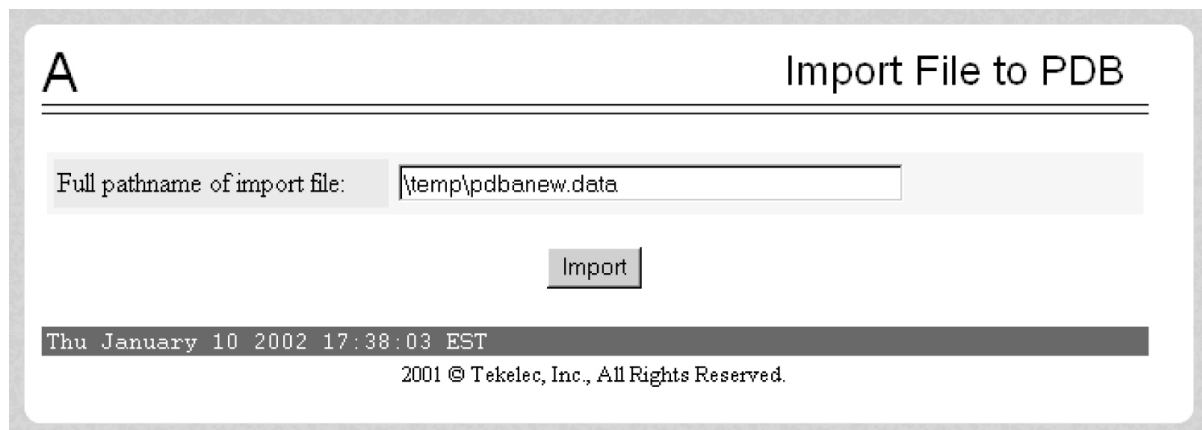 A Import File to PDB
Full pathname of import file: \temp\pdbanew.data
Import
Thu January 10 2002 17:38:03 EST
2001 © Tekelec, Inc., All Rights Reserved.